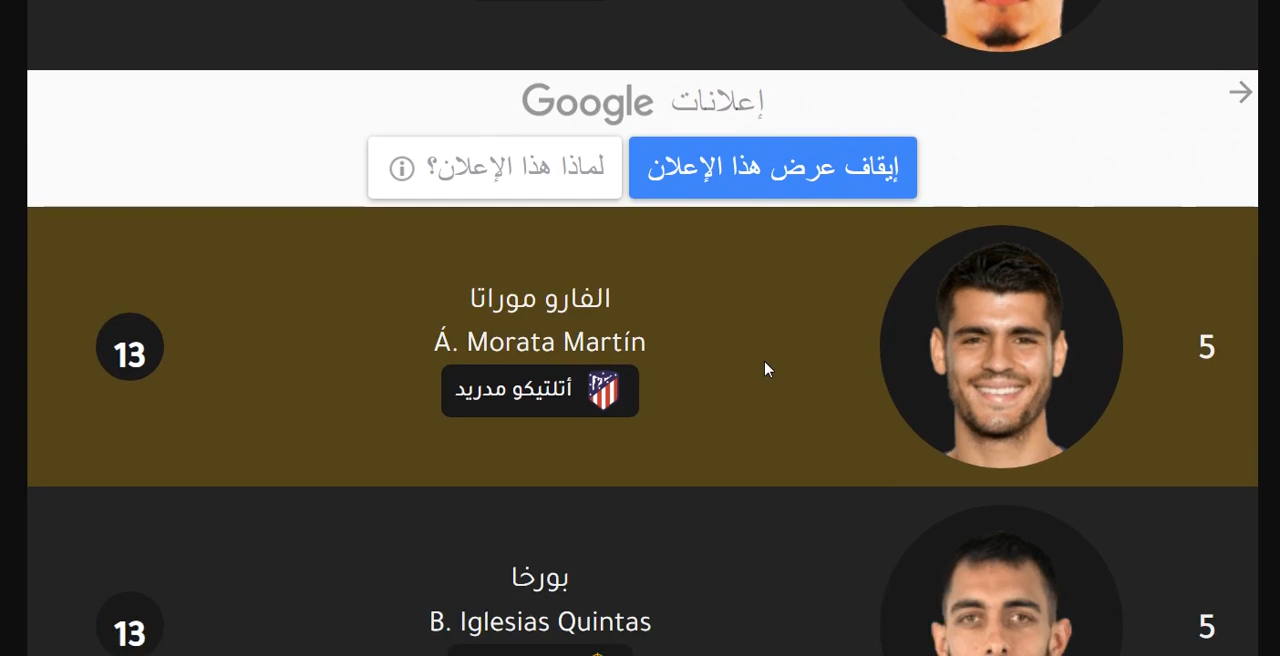 إعلانات Google
إيقاف عرض هذا الإعلان
لماذا هذا الإعلان؟
5
الفارو موراتا
Á. Morata Martín
أتلتيكو مدريد
13
5
بورخا
B. Iglesias Quintas
13